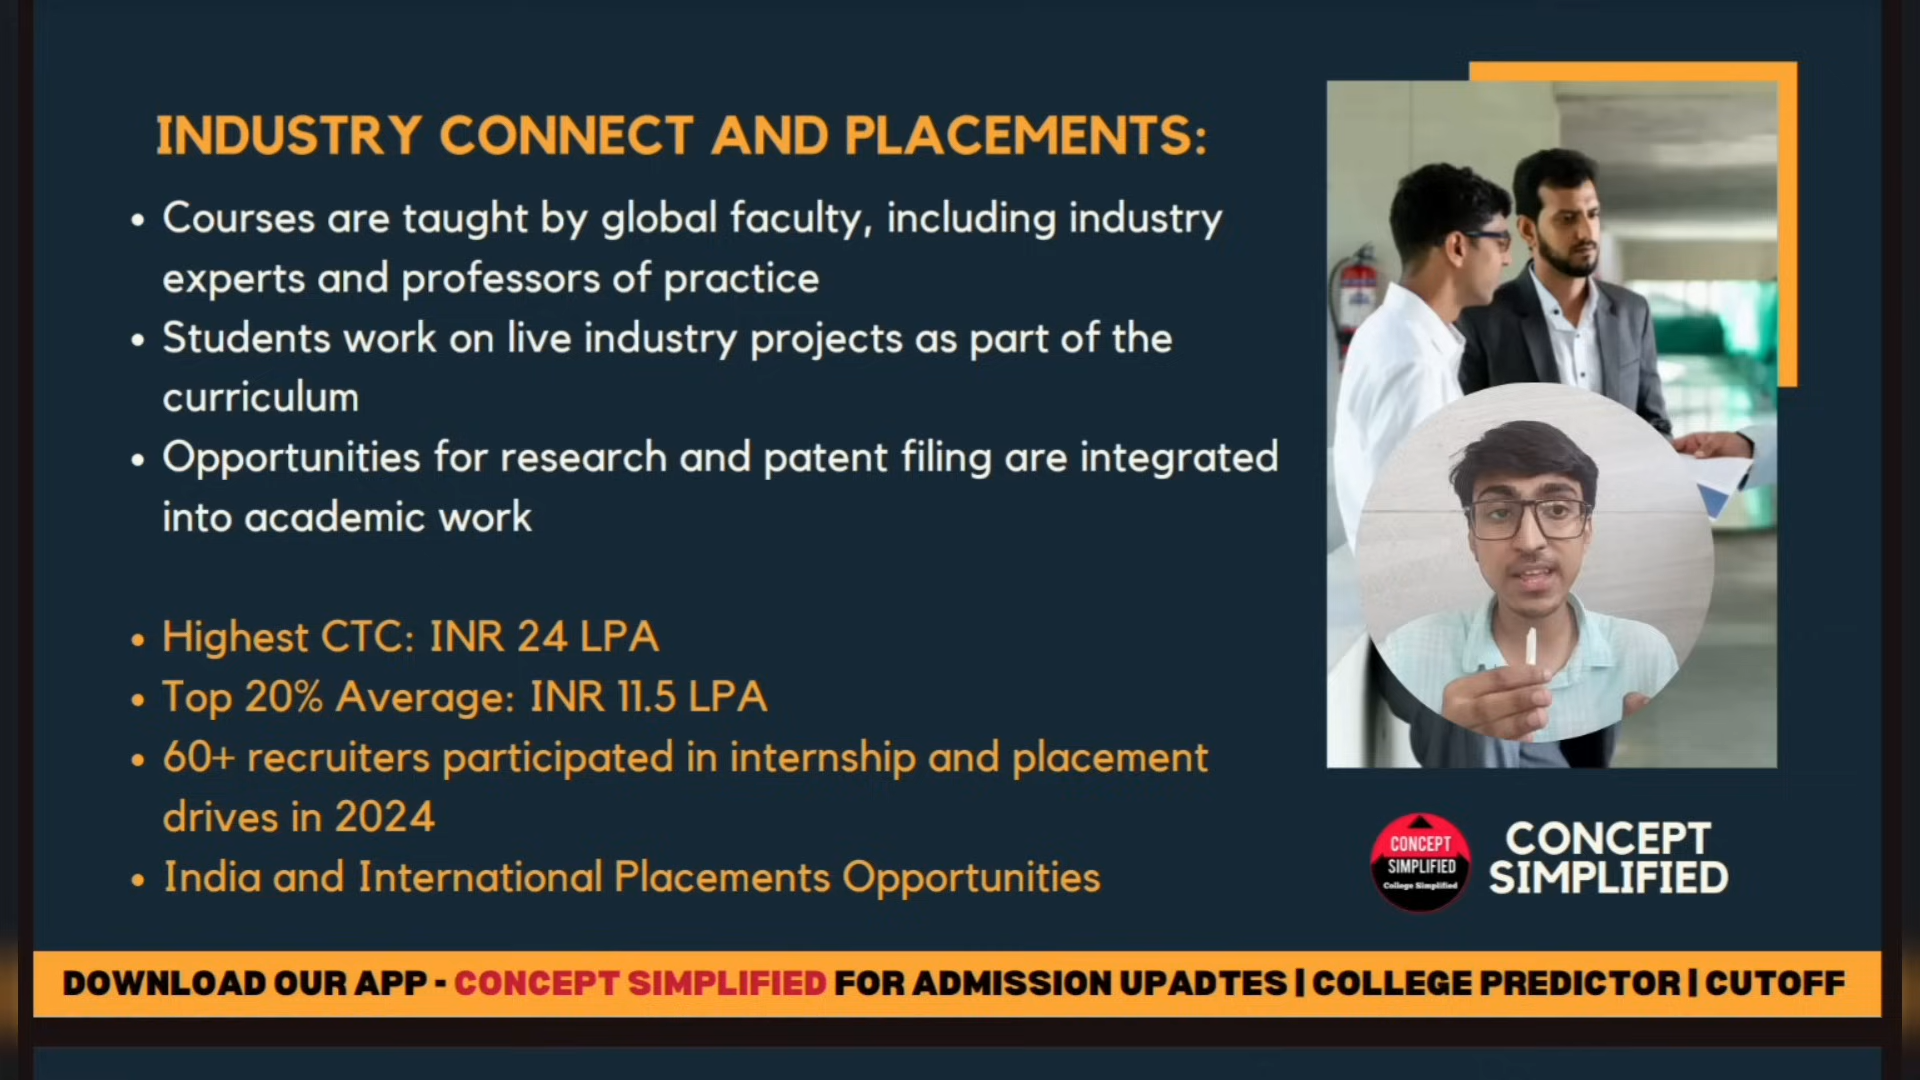 INDUSTRY CONNECT AND PLACEMENTS:
• Courses are taught by global faculty, including industry
experts and professors of practice
• Students work on live industry projects as part of the
curriculum
• Opportunities for research and patent filing are integrated
into academic work
• Highest CTC: INR 24 LPA
• Top 20% Average: INR 11.5 LPA
• 60+ recruiters participated in internship and placement
drives in 2024
• India and International Placements Opportunities
CONCEPT
SIMPLIFIED
College Simplified
CONCEPT
SIMPLIFIED
DOWNLOAD OUR APP - CONCEPT SIMPLIFIED FOR ADMISSION UPADTES | COLLEGE PREDICTOR | CUTOFF